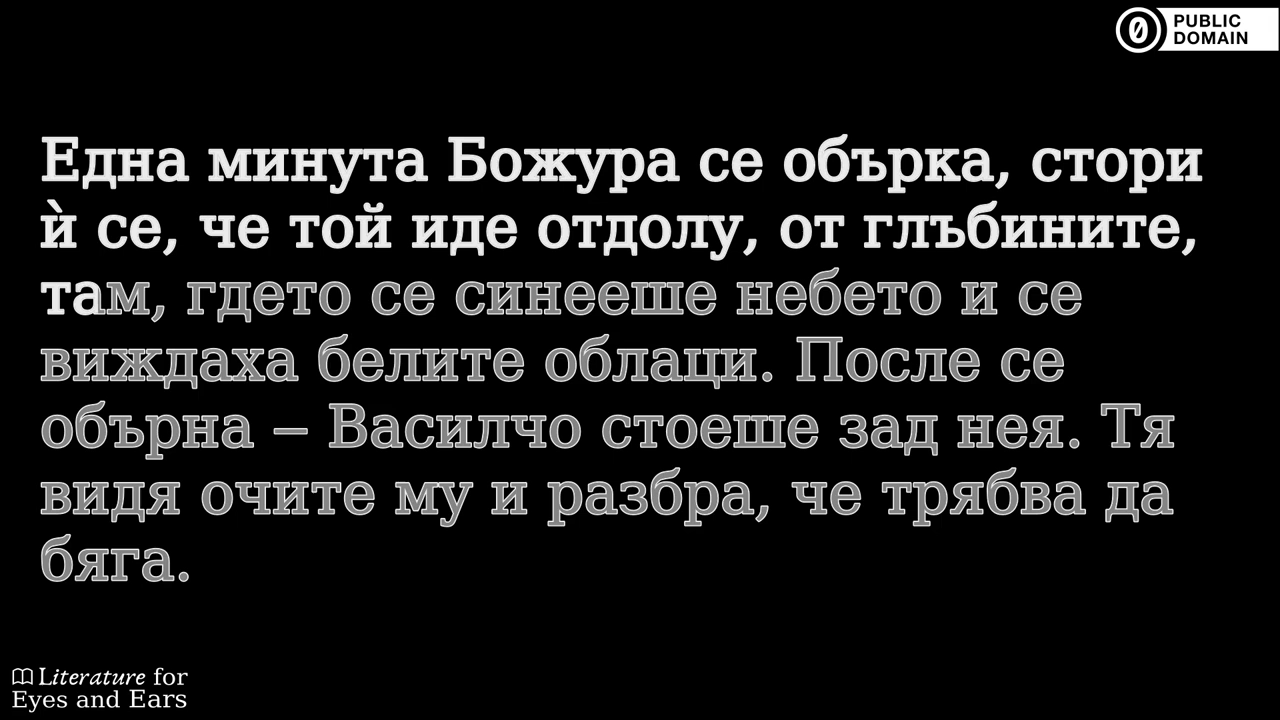 PUBLIC
DOMAIN
Една минута Божура се обърка, стори
ѝ се, че той иде отдолу, от глъбините,
там, гдето се синееше небето и се
виждаха белите облаци. После се
обърна – Василчо стоеше зад нея. Тя
видя очите му и разбра, че трябва да
бяга.
Literature for
Eyes and Ears